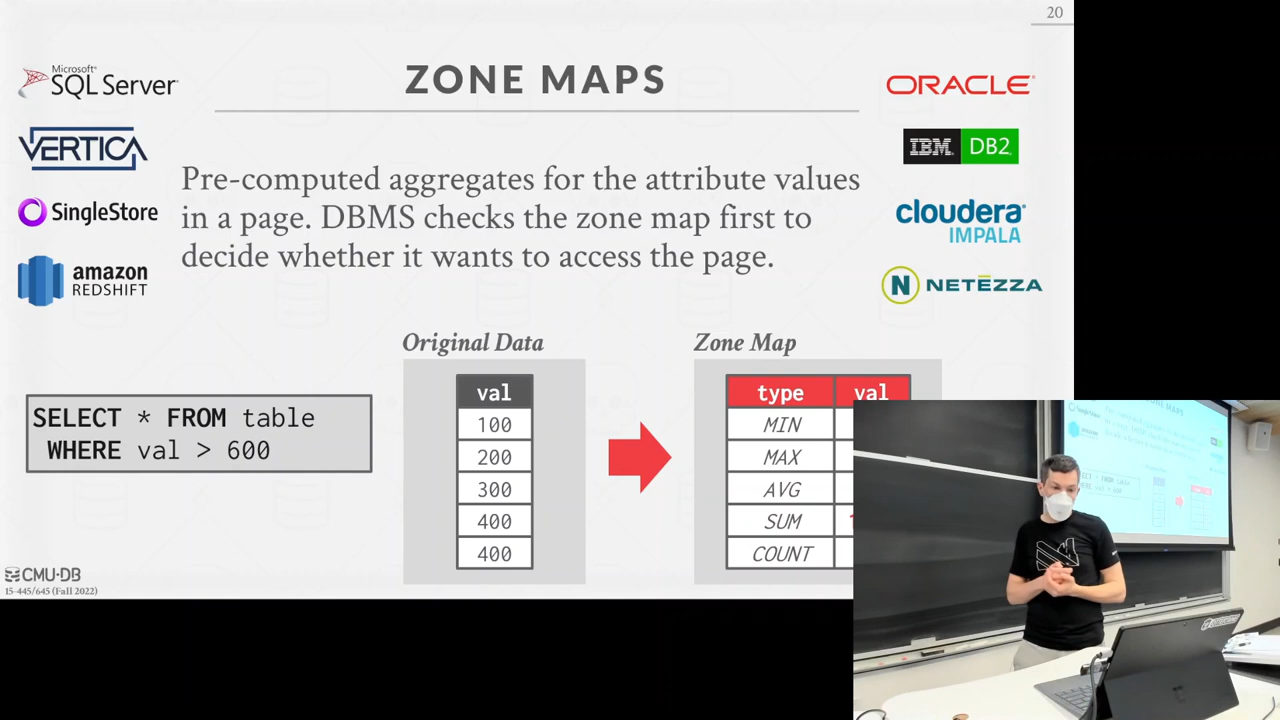 20
Microsoft®
SQL Server
ZONE MAPS
ORACLE
VERTICA
IBM DB2
Pre-computed aggregates for the attribute values
in a page. DBMS checks the zone map first to
decide whether it wants to access the page.
SingleStore
cloudera
IMPALA
amazon
REDSHIFT
NETEZZA
Original Data
Zone Map
SELECT * FROM table
WHERE val > 600
val
100
200
300
400
400
type val
MIN
MAX
AVG
SUM
COUNT
CMU·DB
15-445/645 (Fall 2022)